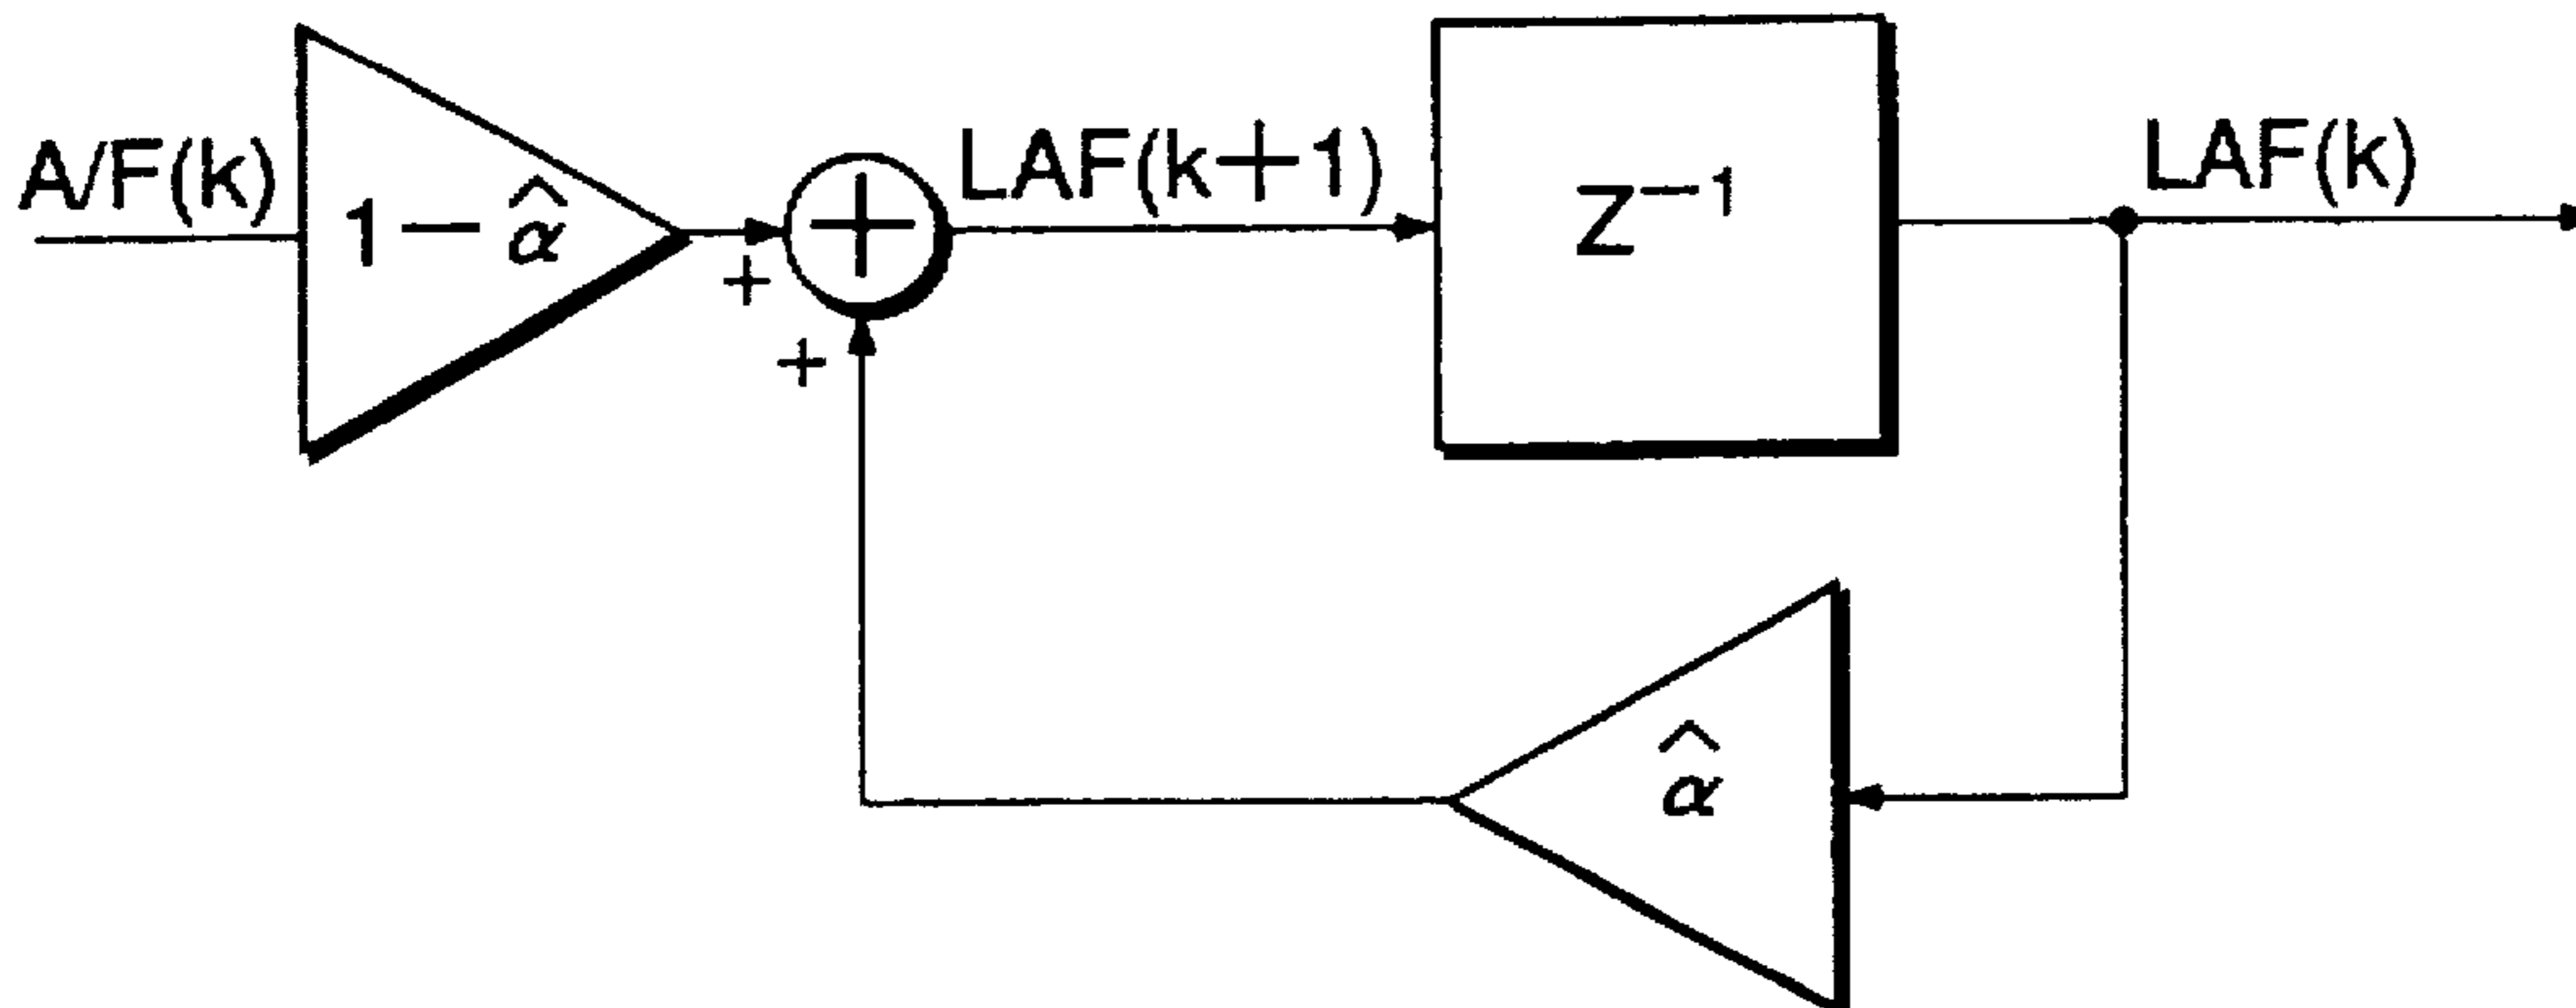 A/F(k)
1−α̂
+
+
+
LAF(k+1)
Z⁻¹
LAF(k)
α̂